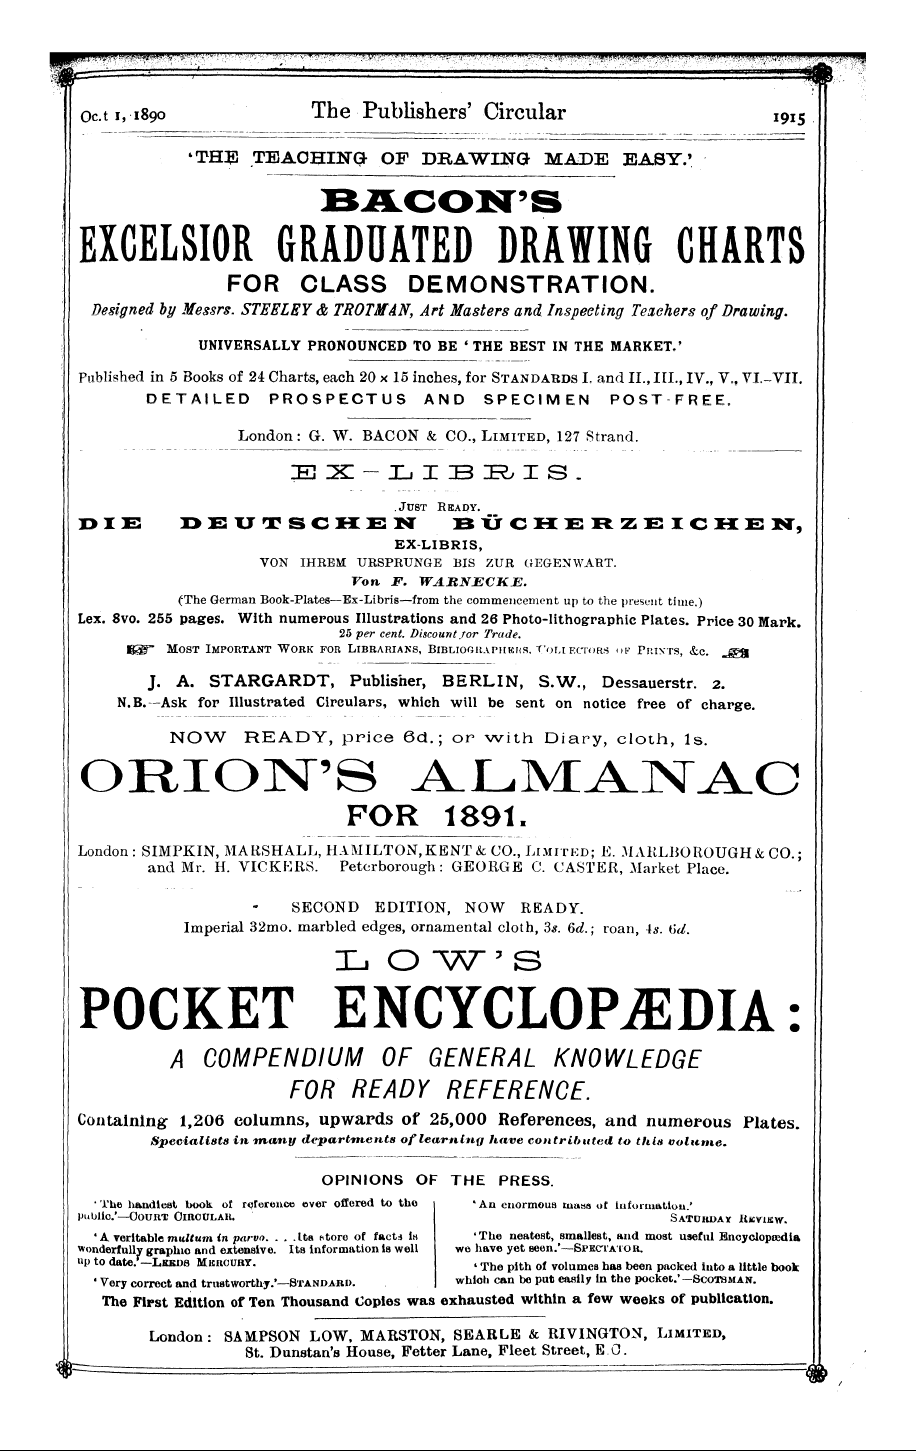 Oc.t 1, 1890 The Publishers' Circular 1915
'THE TEACHING OF DRAWING MADE EASY.'
BACON'S
EXCELSIOR GRADUATED DRAWING CHARTS
FOR CLASS DEMONSTRATION.
Designed by Messrs. STEELEY & TROTMAN, Art Masters and Inspecting Teachers of Drawing.
UNIVERSALLY PRONOUNCED TO BE 'THE BEST IN THE MARKET.'
Published in 5 Books of 24 Charts, each 20 x 15 inches, for STANDARDS I. and II., III., IV., V., VI.-VII.
DETAILED PROSPECTUS AND SPECIMEN POST-FREE.
London: G. W. BACON & CO., LIMITED, 127 Strand.
EX-LIBRIS.
JUST READY.
DIE DEUTSCHEN BÜCHERZEICHEN,
EX-LIBRIS,
VON IHREM URSPRUNGE BIS ZUR GEGENWART.
Von F. WARNECKE.
(The German Book-Plates—Ex-Libris—from the commencement up to the present time.)
Lex. 8vo. 255 pages. With numerous Illustrations and 26 Photo-lithographic Plates. Price 30 Mark.
25 per cent. Discount for Trade.
MOST IMPORTANT WORK FOR LIBRARIANS, BIBLIOGRAPHERS, COLLECTORS OF PRINTS, &c.
J. A. STARGARDT, Publisher, BERLIN, S.W., Dessauerstr. 2.
N.B.—Ask for Illustrated Circulars, which will be sent on notice free of charge.
NOW READY, price 6d.; or with Diary, cloth, 1s.
ORION'S ALMANAC
FOR 1891.
London: SIMPKIN, MARSHALL, HAMILTON, KENT & CO., LIMITED; E. MARLBOROUGH & CO.;
and Mr. H. VICKERS. Peterborough: GEORGE C. CASTER, Market Place.
SECOND EDITION, NOW READY.
Imperial 32mo. marbled edges, ornamental cloth, 3s. 6d.; roan, 4s. 6d.
LOW'S
POCKET ENCYCLOPÆDIA:
A COMPENDIUM OF GENERAL KNOWLEDGE
FOR READY REFERENCE.
Containing 1,206 columns, upwards of 25,000 References, and numerous Plates.
Specialists in many departments of learning have contributed to this volume.
OPINIONS OF THE PRESS.
'The handiest book of reference ever offered to the
public.'—COURT CIRCULAR.
'A veritable multum in parvo. . . . Its store of facts is
wonderfully graphic and extensive. Its information is well
up to date.'—LEEDS MERCURY.
'Very correct and trustworthy.'—STANDARD.
'An enormous mass of information.'
SATURDAY REVIEW.
'The neatest, smallest, and most useful Encyclopædia
we have yet seen.'—SPECTATOR.
'The pith of volumes has been packed into a little book
which can be put easily in the pocket.'—SCOTSMAN.
The First Edition of Ten Thousand Copies was exhausted within a few weeks of publication.
London: SAMPSON LOW, MARSTON, SEARLE & RIVINGTON, LIMITED,
St. Dunstan's House, Fetter Lane, Fleet Street, E.C.